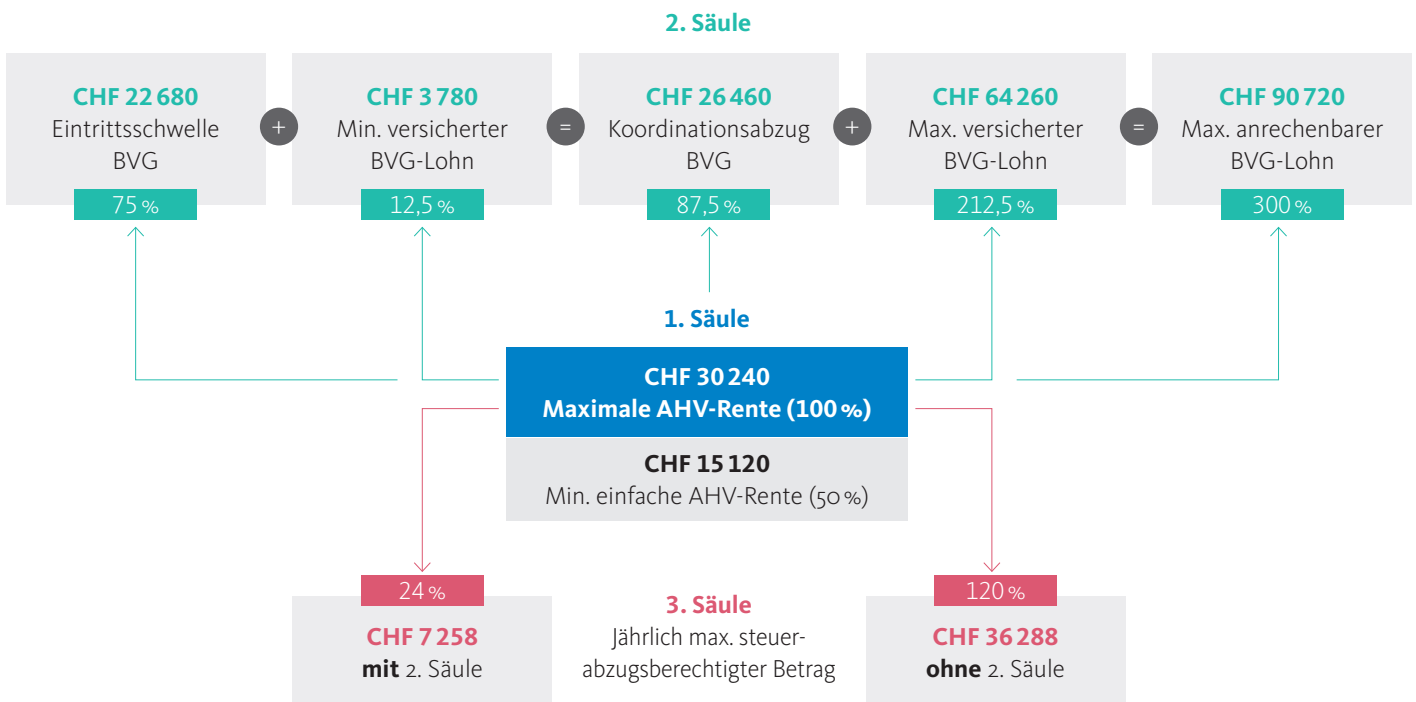 2. Säule
CHF 22 680
Eintrittsschwelle
BVG
75 %
+
CHF 3 780
Min. versicherter
BVG-Lohn
12,5 %
=
CHF 26 460
Koordinationsabzug
BVG
87,5 %
+
CHF 64 260
Max. versicherter
BVG-Lohn
212,5 %
=
CHF 90 720
Max. anrechenbarer
BVG-Lohn
300 %
1. Säule
CHF 30 240
Maximale AHV-Rente (100 %)
CHF 15 120
Min. einfache AHV-Rente (50 %)
24 %
CHF 7 258
mit 2. Säule
3. Säule
Jährlich max. steuer-
abzugsberechtigter Betrag
120 %
CHF 36 288
ohne 2. Säule